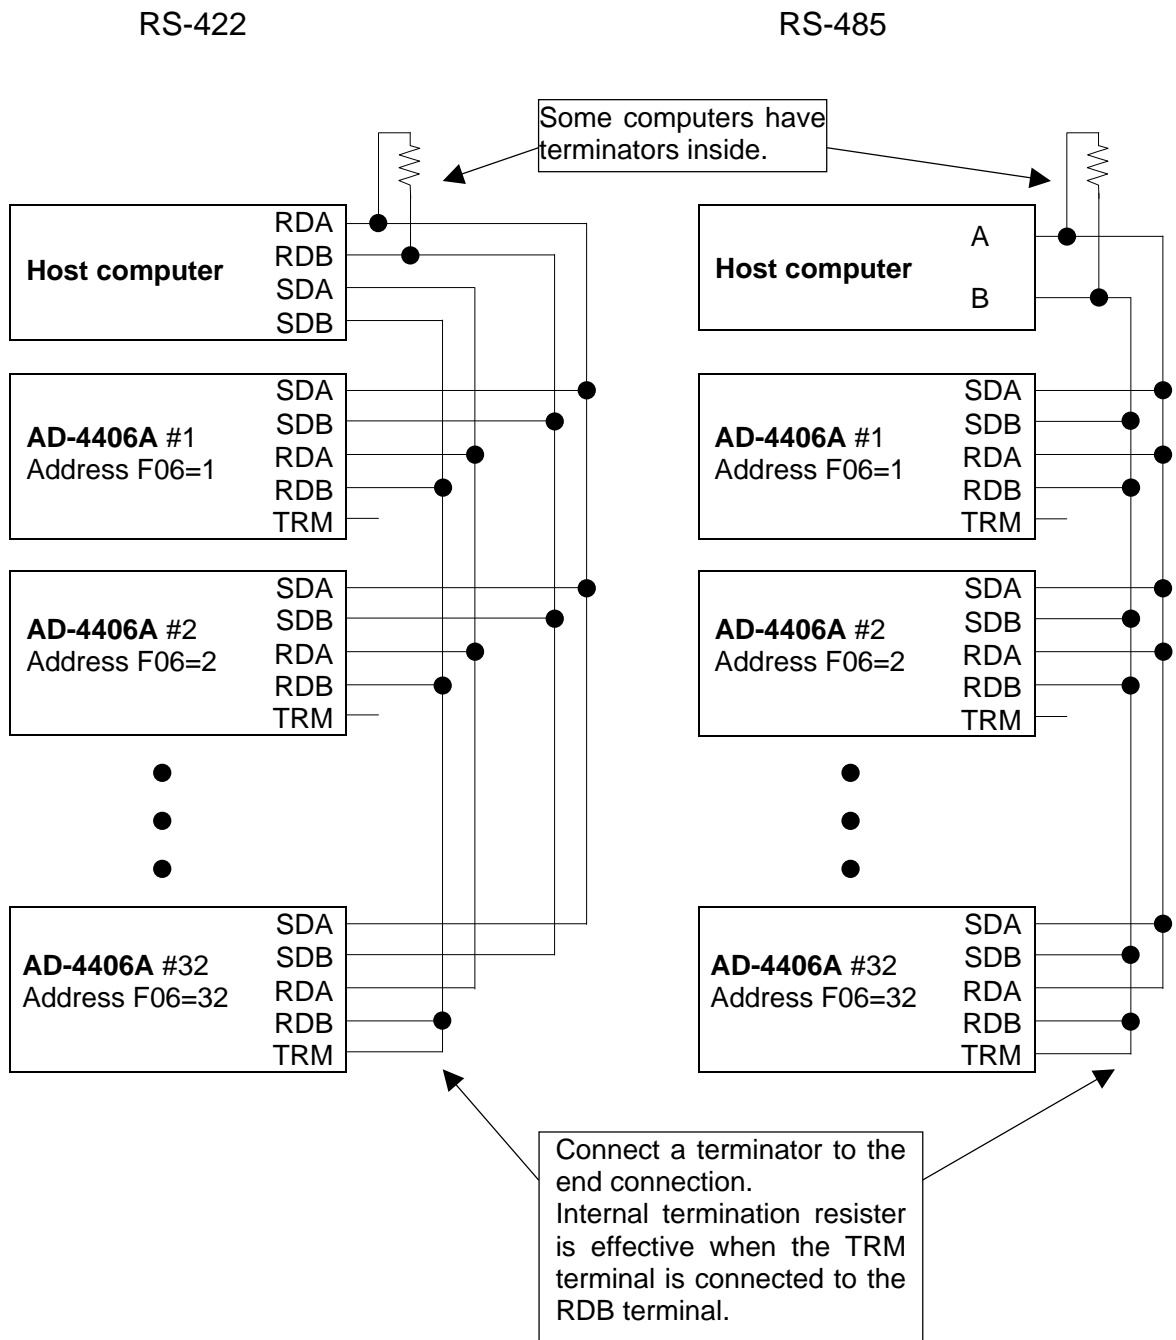 RS-422
RS-485
Some computers have
terminators inside.
Host computer
RDA
RDB
SDA
SDB
Host computer
A
B
AD-4406A #1
Address F06=1
SDA
SDB
RDA
RDB
TRM
AD-4406A #1
Address F06=1
SDA
SDB
RDA
RDB
TRM
AD-4406A #2
Address F06=2
SDA
SDB
RDA
RDB
TRM
AD-4406A #2
Address F06=2
SDA
SDB
RDA
RDB
TRM
AD-4406A #32
Address F06=32
SDA
SDB
RDA
RDB
TRM
AD-4406A #32
Address F06=32
SDA
SDB
RDA
RDB
TRM
Connect a terminator to the
end connection.
Internal termination resister
is effective when the TRM
terminal is connected to the
RDB terminal.